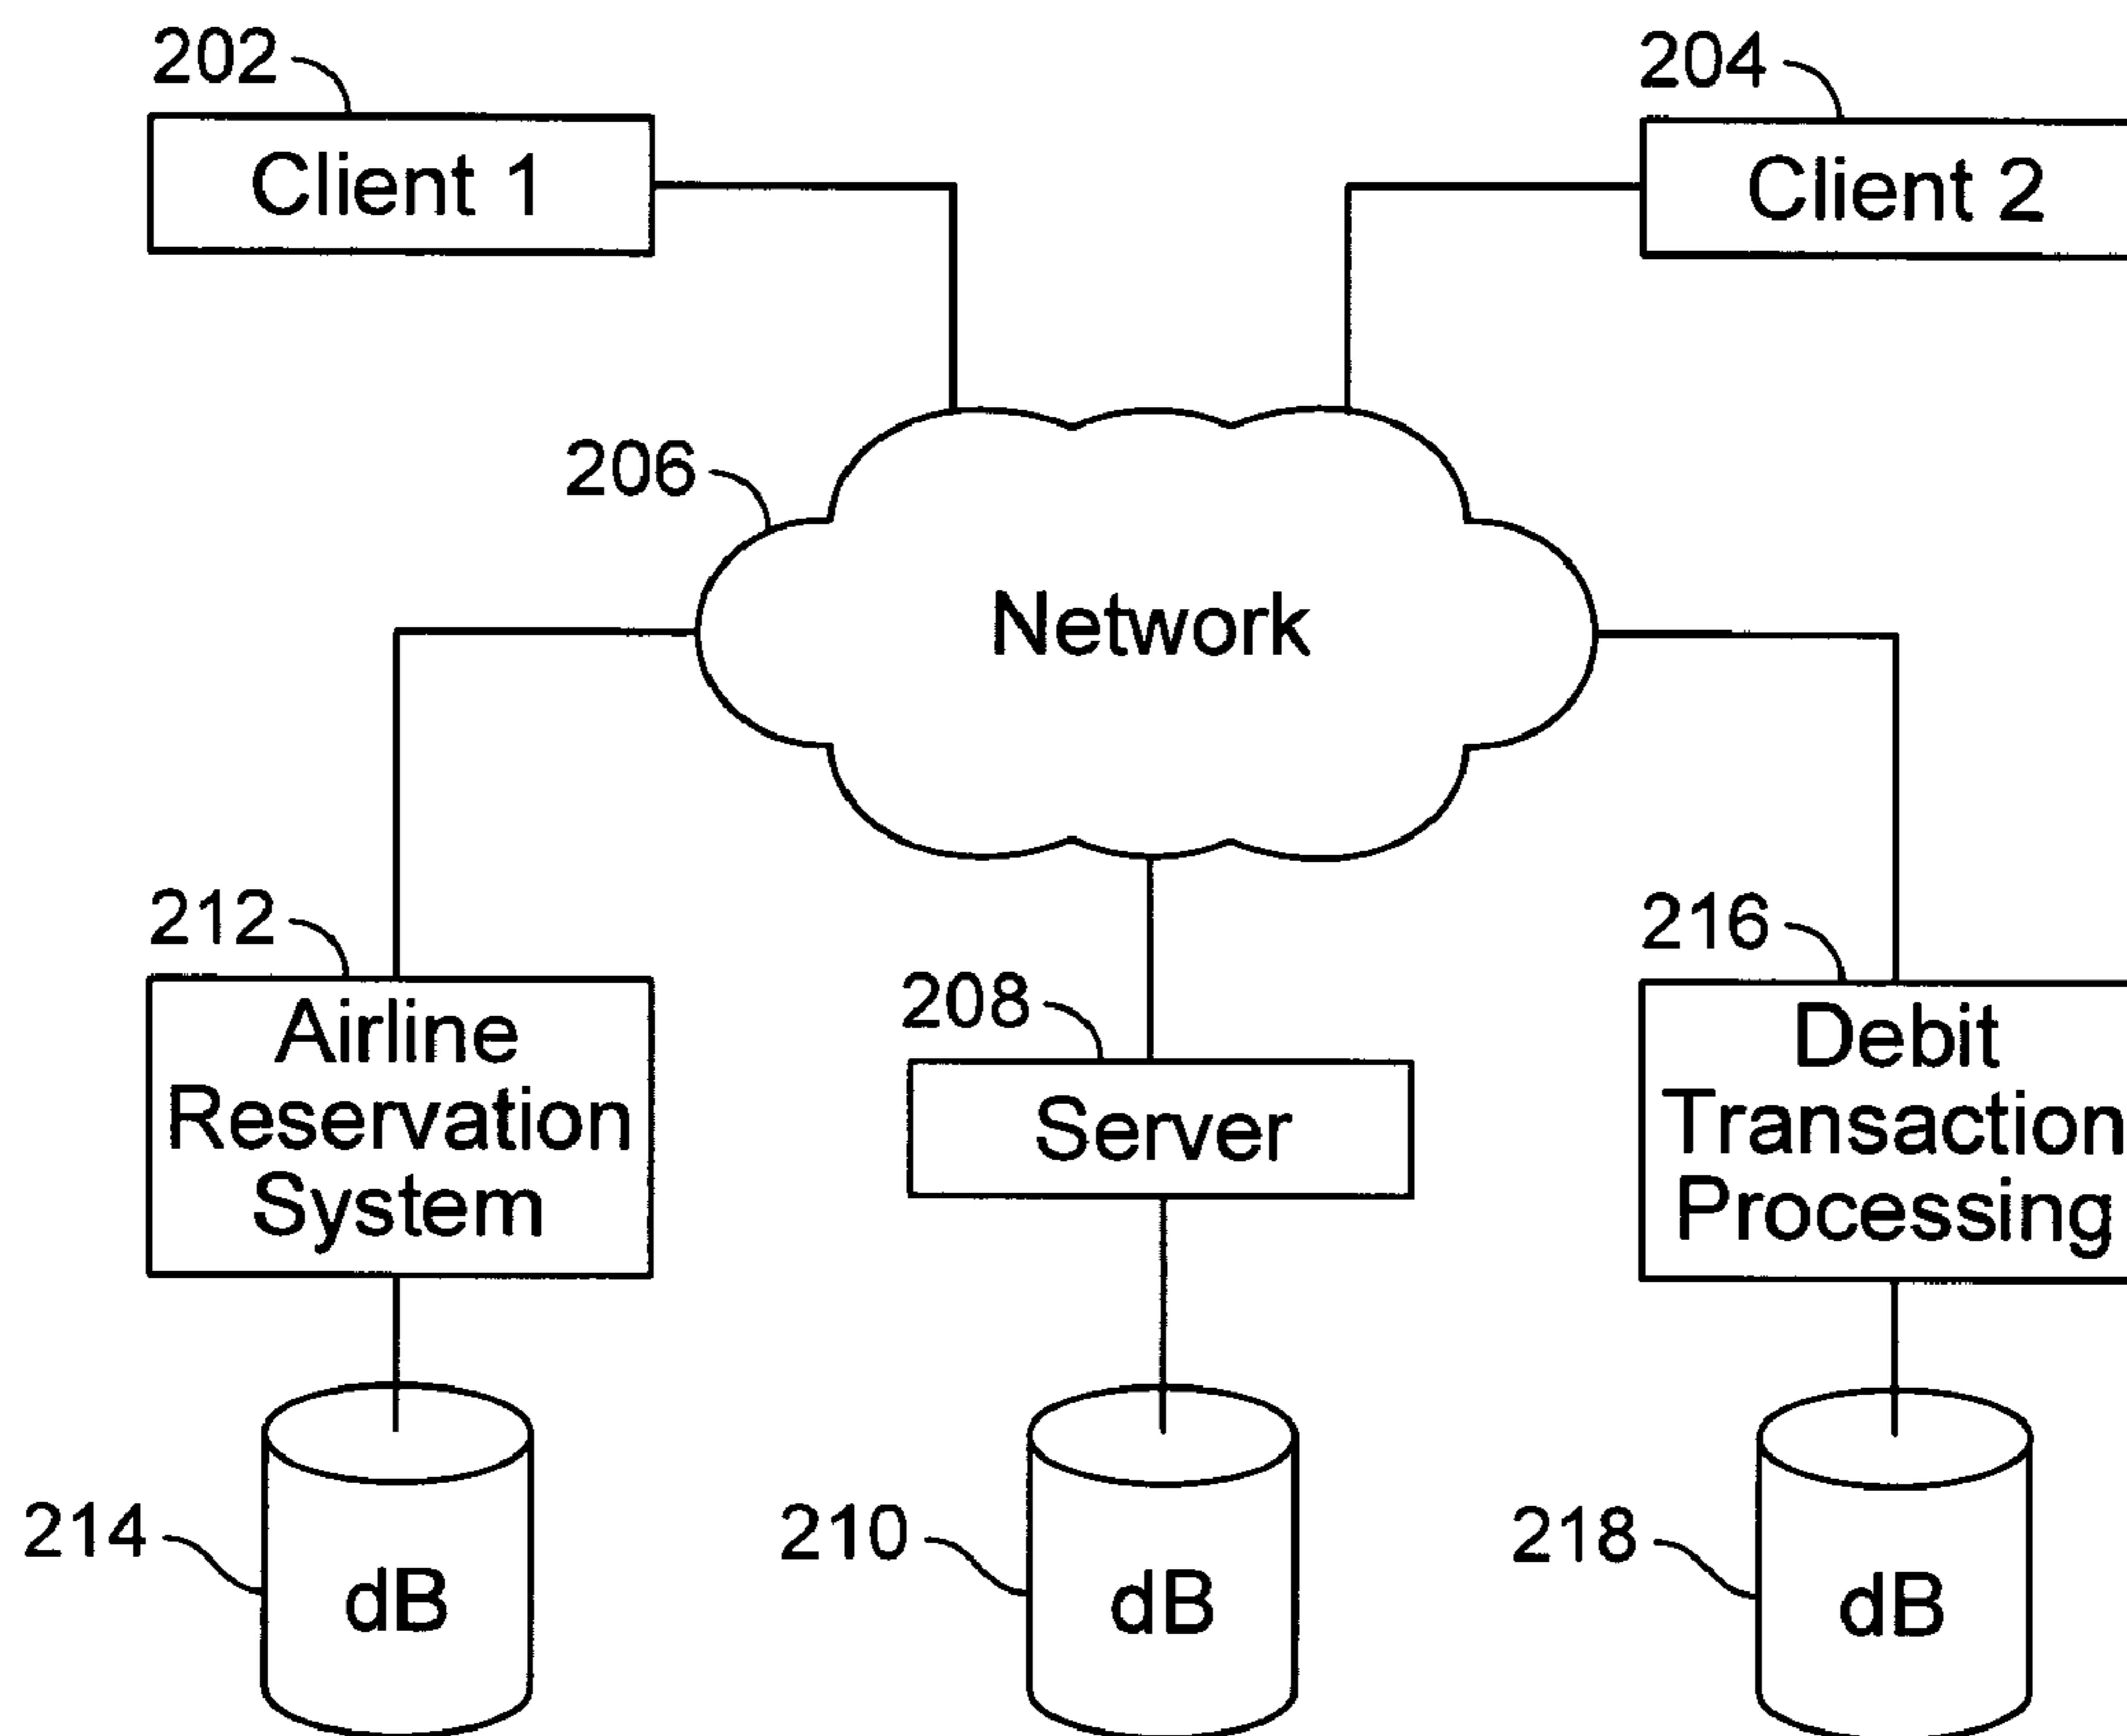 202
204
Client 1
Client 2
206
Network
212
216
208
Airline
Reservation
System
Server
Debit
Transaction
Processing
214
210
218
dB
dB
dB